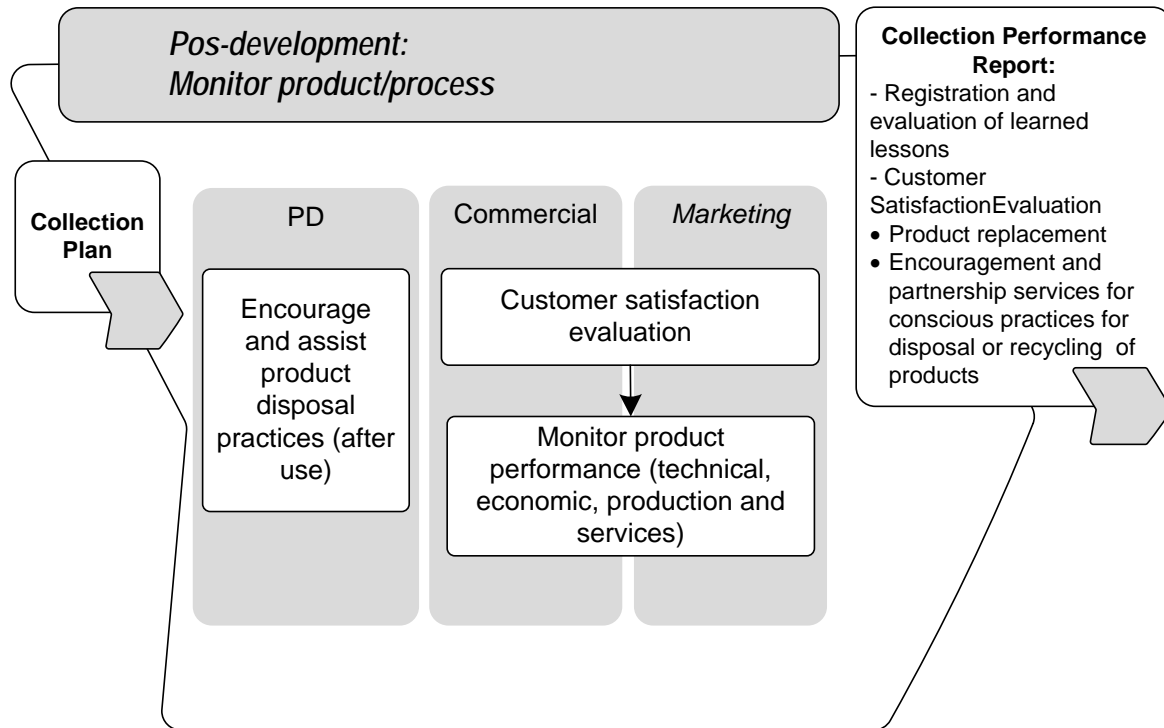 Pos-development:
Monitor product/process
Collection Performance
Report:
- Registration and
evaluation of learned
lessons
- Customer
SatisfactionEvaluation
• Product replacement
• Encouragement and
partnership services for
conscious practices for
disposal or recycling of
products
Collection
Plan
PD
Commercial
Marketing
Encourage
and assist
product
disposal
practices (after
use)
Customer satisfaction
evaluation
Monitor product
performance (technical,
economic, production and
services)